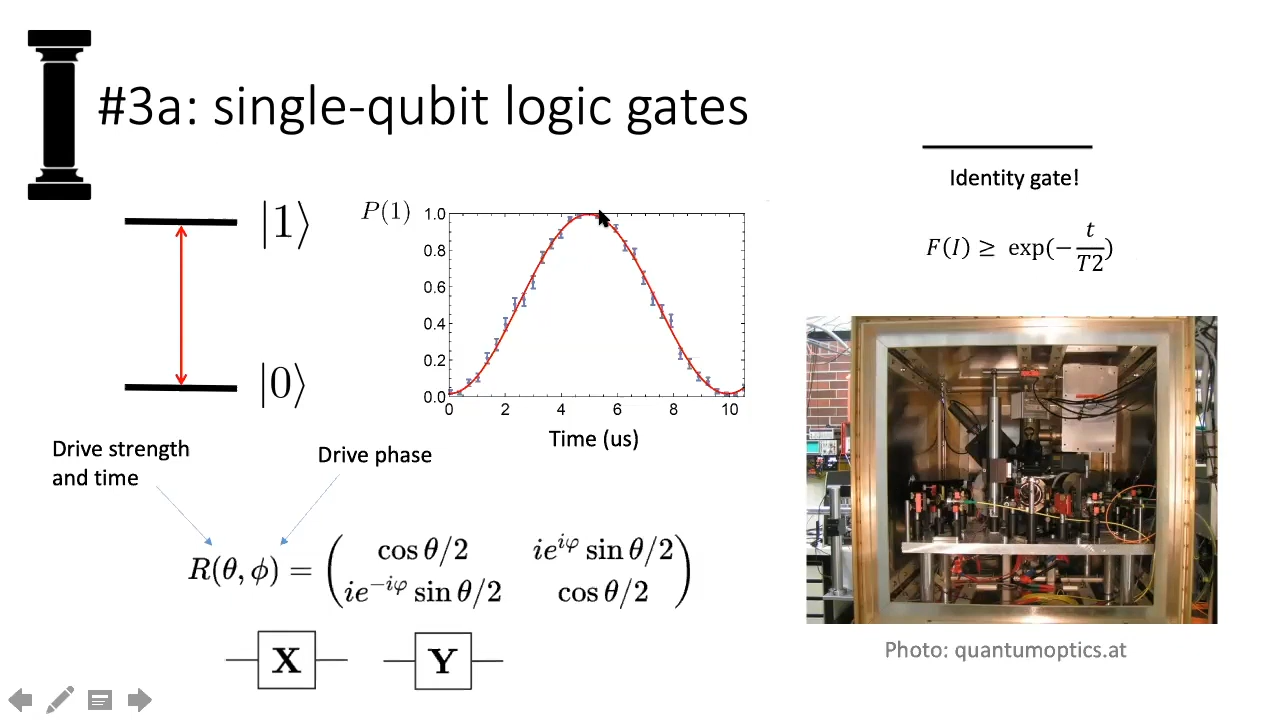 #3a: single-qubit logic gates
|1⟩
|0⟩
P(1)
1.0
0.8
0.6
0.4
0.2
0.0
0 2 4 6 8 10
Time (us)
Identity gate!
F(I) ≥ exp(−t/T2)
Drive strength
and time
Drive phase
R(θ, ϕ) = ( cos θ/2 ie^{iφ} sin θ/2
ie^{−iφ} sin θ/2 cos θ/2 )
X Y
Photo: quantumoptics.at